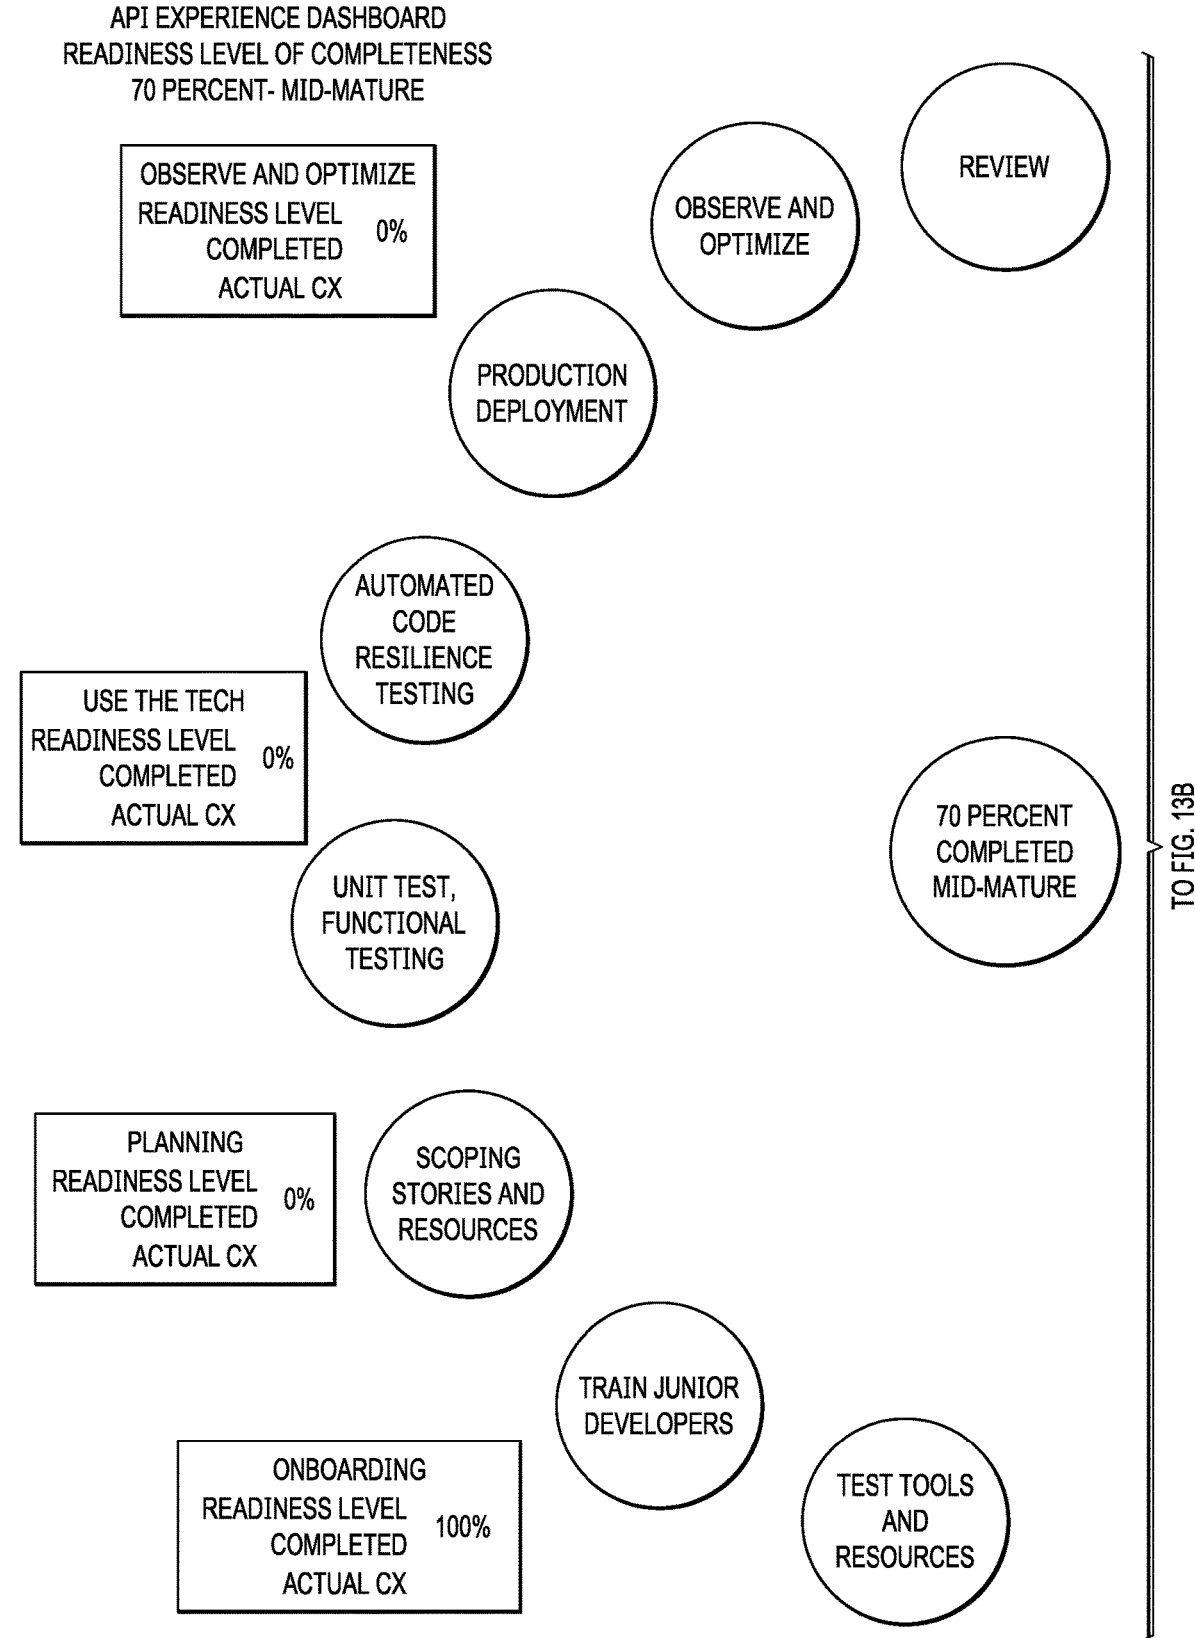 API EXPERIENCE DASHBOARD
READINESS LEVEL OF COMPLETENESS
70 PERCENT- MID-MATURE
REVIEW
OBSERVE AND OPTIMIZE
READINESS LEVEL
COMPLETED
0%
ACTUAL CX
OBSERVE AND
OPTIMIZE
PRODUCTION
DEPLOYMENT
AUTOMATED
CODE
RESILIENCE
TESTING
USE THE TECH
READINESS LEVEL
COMPLETED
0%
ACTUAL CX
70 PERCENT
COMPLETED
MID-MATURE
TO FIG. 13B
UNIT TEST,
FUNCTIONAL
TESTING
PLANNING
READINESS LEVEL
COMPLETED
0%
ACTUAL CX
SCOPING
STORIES AND
RESOURCES
TRAIN JUNIOR
DEVELOPERS
ONBOARDING
READINESS LEVEL
COMPLETED
100%
ACTUAL CX
TEST TOOLS
AND
RESOURCES